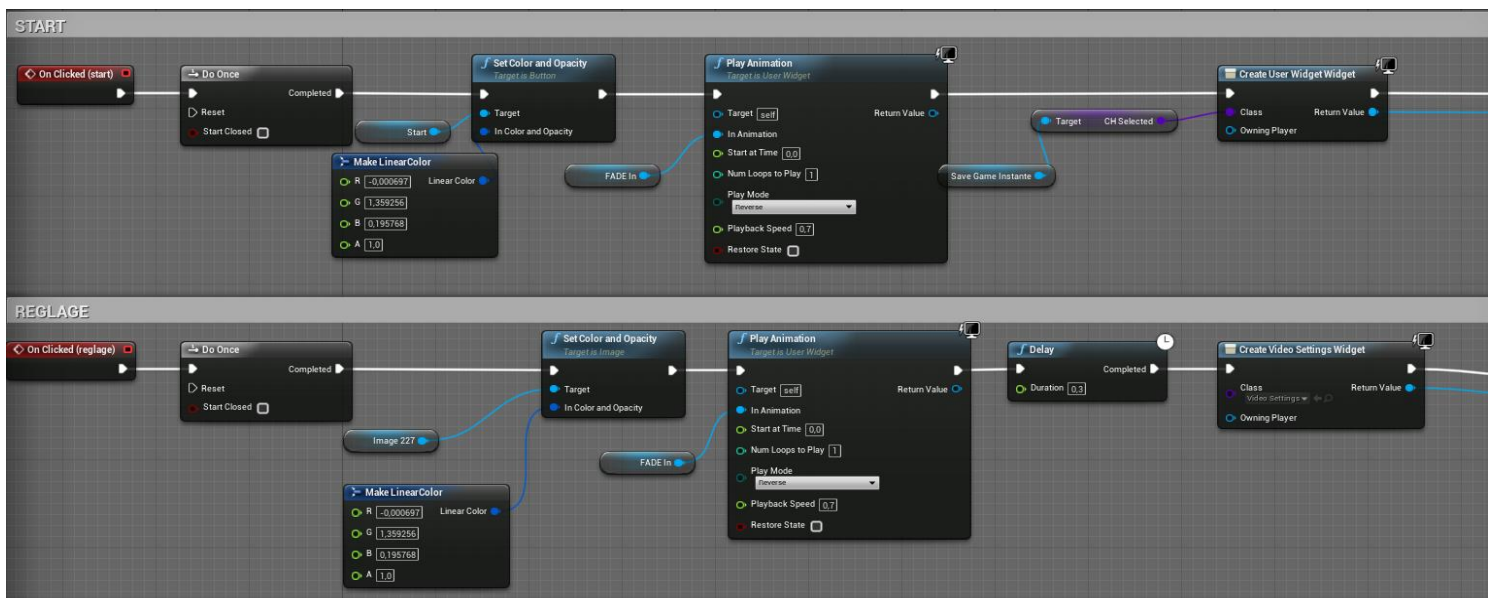 START
On Clicked (start)
Do Once
Completed
Reset
Start Closed
Start
Make LinearColor
R -0,000697 Linear Color
G 1,359256
B 0,195768
A 1,0
Set Color and Opacity
Target is Button
Target
In Color and Opacity
FADE In
Play Animation
Target is User Widget
Target self Return Value
In Animation
Start at Time 0,0
Num Loops to Play 1
Play Mode
Reverse
Playback Speed 0,7
Restore State
Target CH Selected
Save Game Instante
Create User Widget Widget
Class Return Value
Owning Player
REGLAGE
On Clicked (reglage)
Do Once
Completed
Reset
Start Closed
Image 227
Make LinearColor
R -0,000697 Linear Color
G 1,359256
B 0,195768
A 1,0
Set Color and Opacity
Target is Image
Target
In Color and Opacity
FADE In
Play Animation
Target is User Widget
Target self Return Value
In Animation
Start at Time 0,0
Num Loops to Play 1
Play Mode
Reverse
Playback Speed 0,7
Restore State
Delay
Completed
Duration 0,3
Create Video Settings Widget
Class Return Value
Video Settings
Owning Player